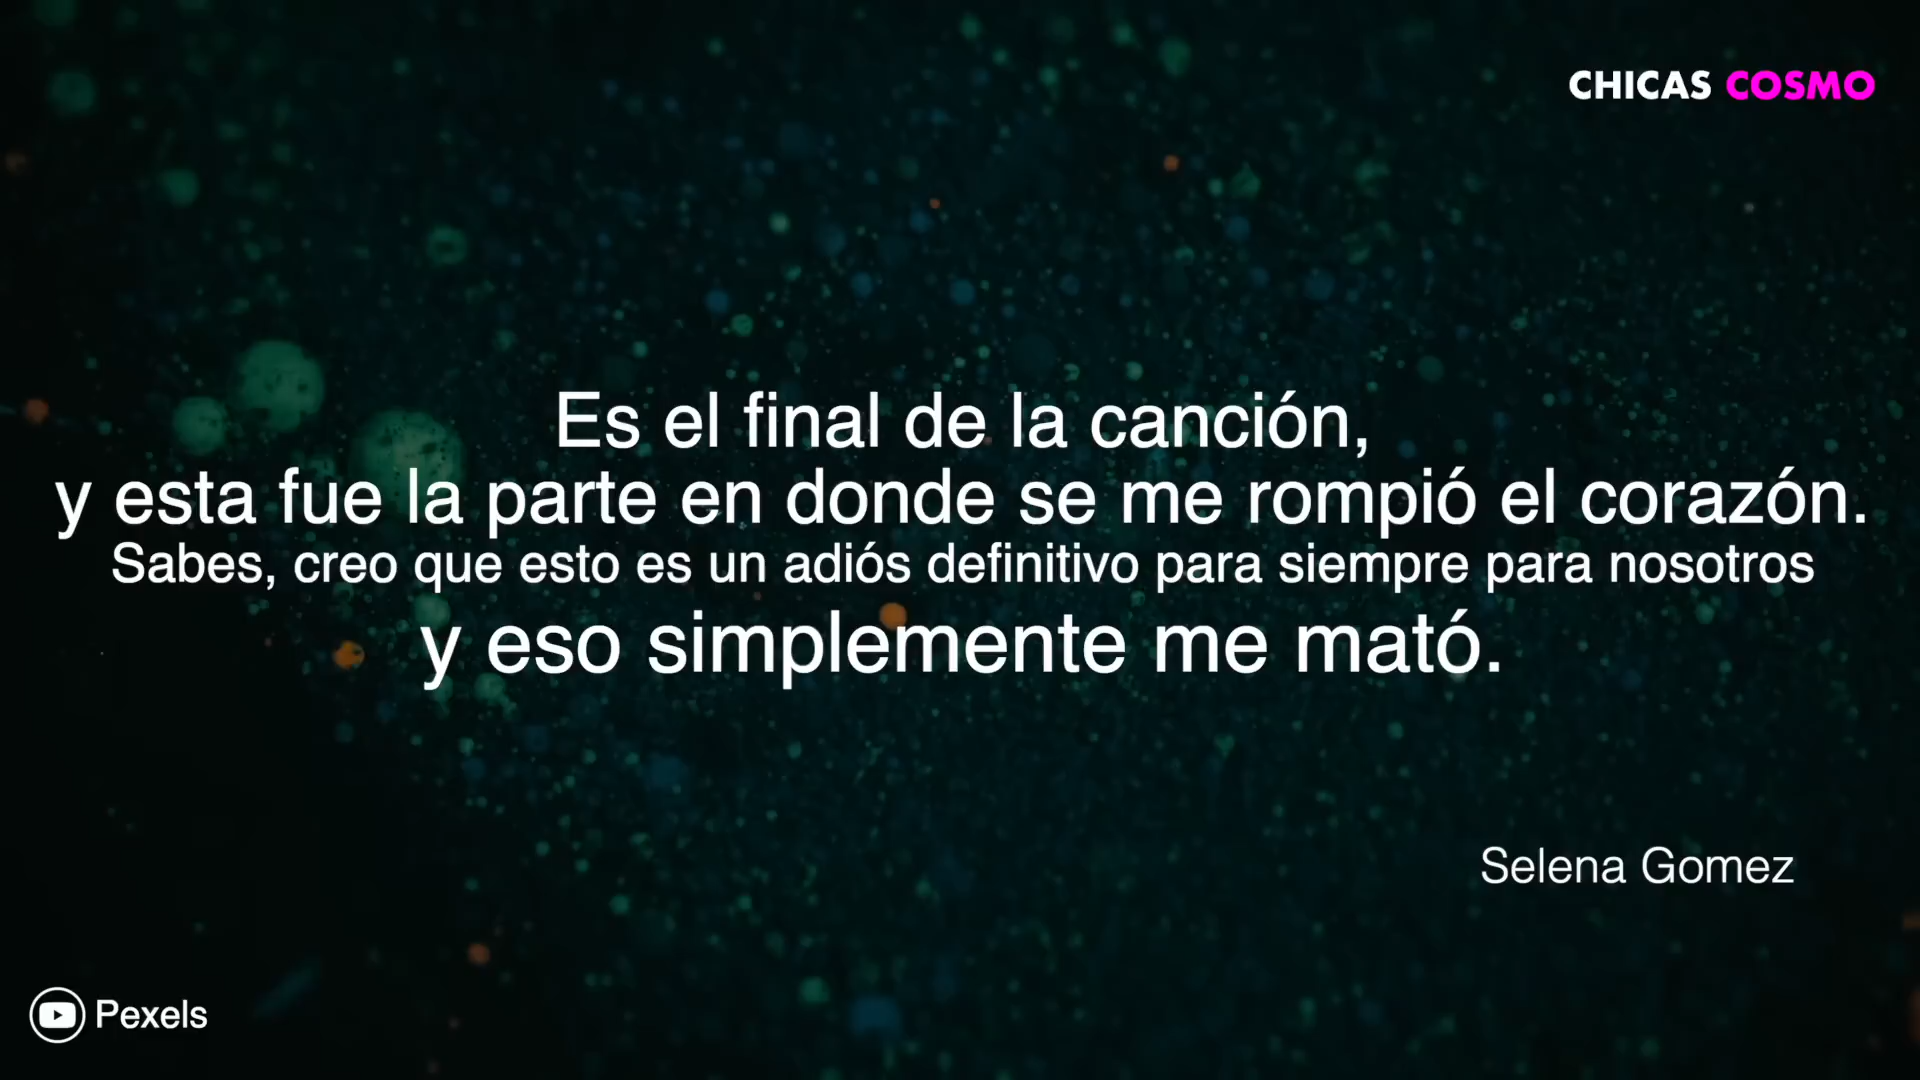 CHICAS COSMO
Es el final de la canción,
y esta fue la parte en donde se me rompió el corazón.
Sabes, creo que esto es un adiós definitivo para siempre para nosotros
y eso simplemente me mató.
Selena Gomez
Pexels